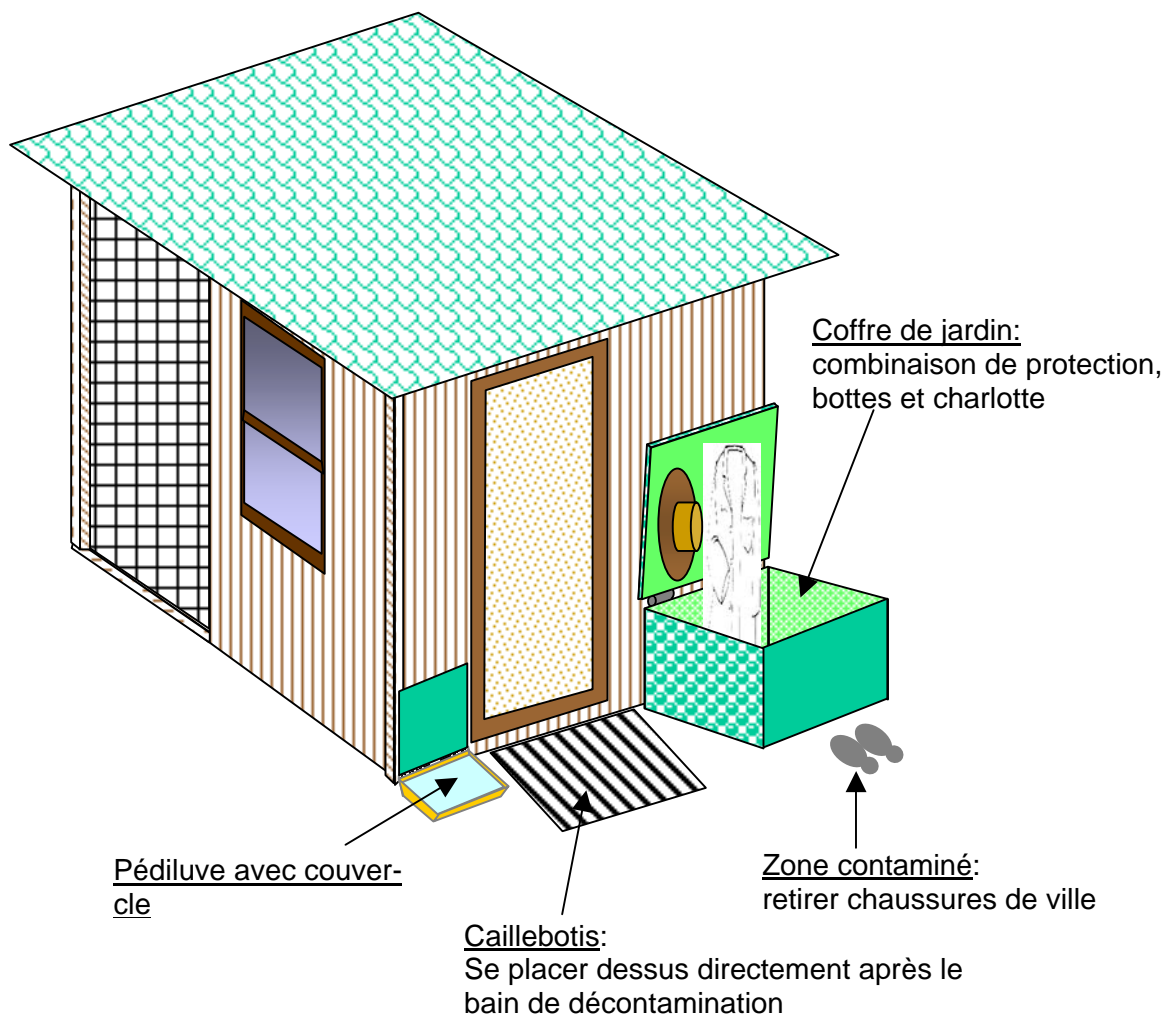 Coffre de jardin:
combinaison de protection,
bottes et charlotte
Pédiluve avec couver-
cle
Zone contaminé:
retirer chaussures de ville
Caillebotis:
Se placer dessus directement après le
bain de décontamination